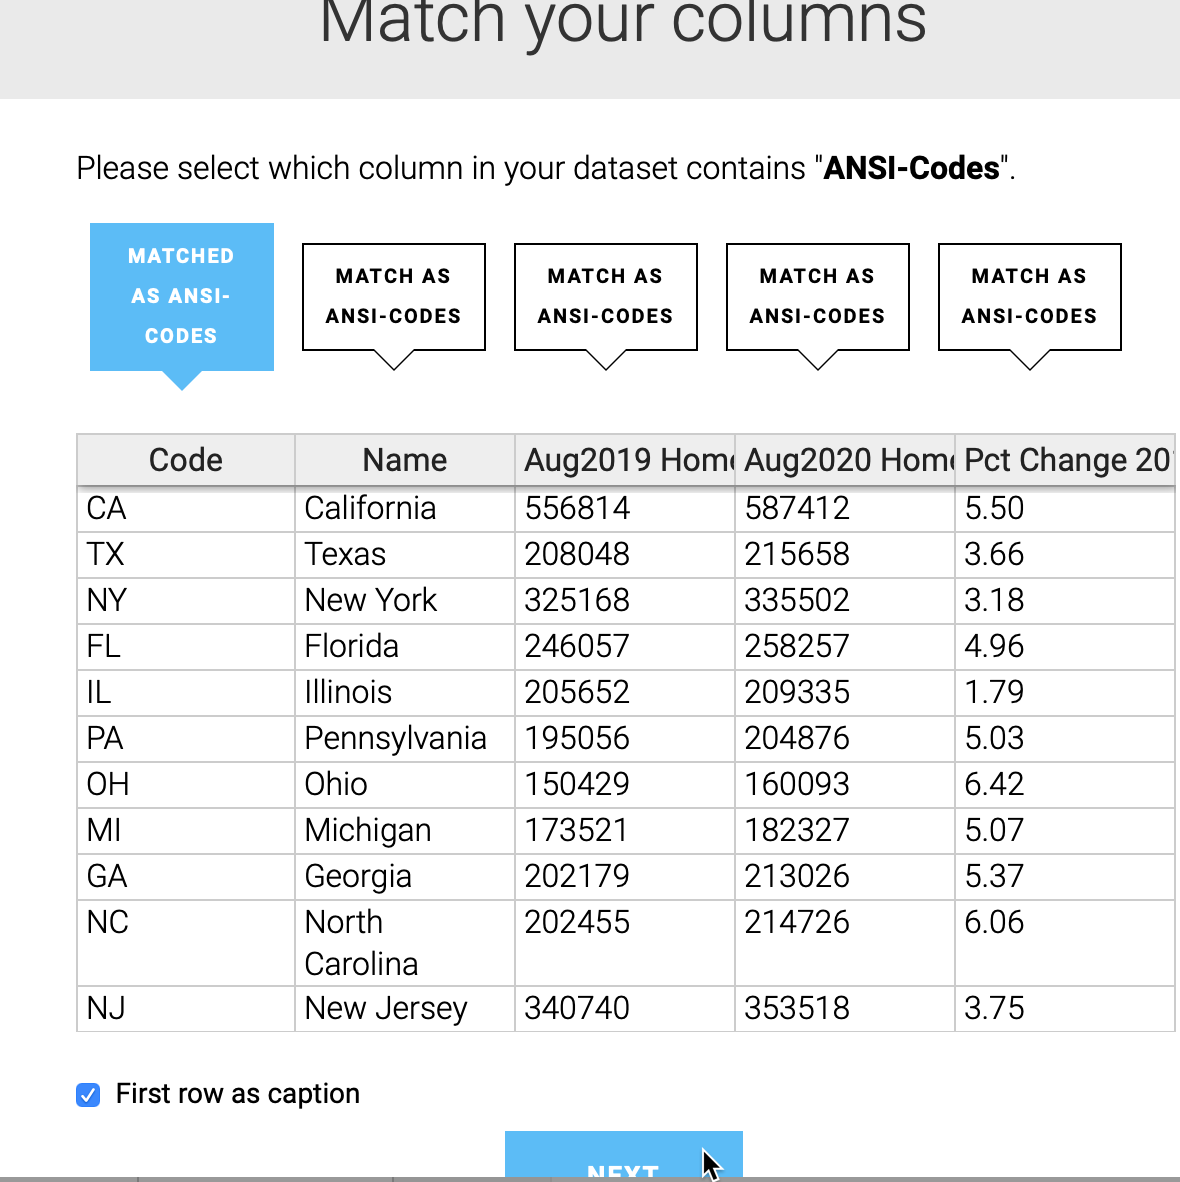 Match your columns
Please select which column in your dataset contains "ANSI-Codes".
MATCHED
AS ANSI-
CODES
MATCH AS
ANSI-CODES
MATCH AS
ANSI-CODES
MATCH AS
ANSI-CODES
MATCH AS
ANSI-CODES
Code Name Aug2019 Home Aug2020 Home Pct Change 20
CA California 556814 587412 5.50
TX Texas 208048 215658 3.66
NY New York 325168 335502 3.18
FL Florida 246057 258257 4.96
IL Illinois 205652 209335 1.79
PA Pennsylvania 195056 204876 5.03
OH Ohio 150429 160093 6.42
MI Michigan 173521 182327 5.07
GA Georgia 202179 213026 5.37
NC North 202455 214726 6.06
Carolina
NJ New Jersey 340740 353518 3.75
First row as caption
NEXT